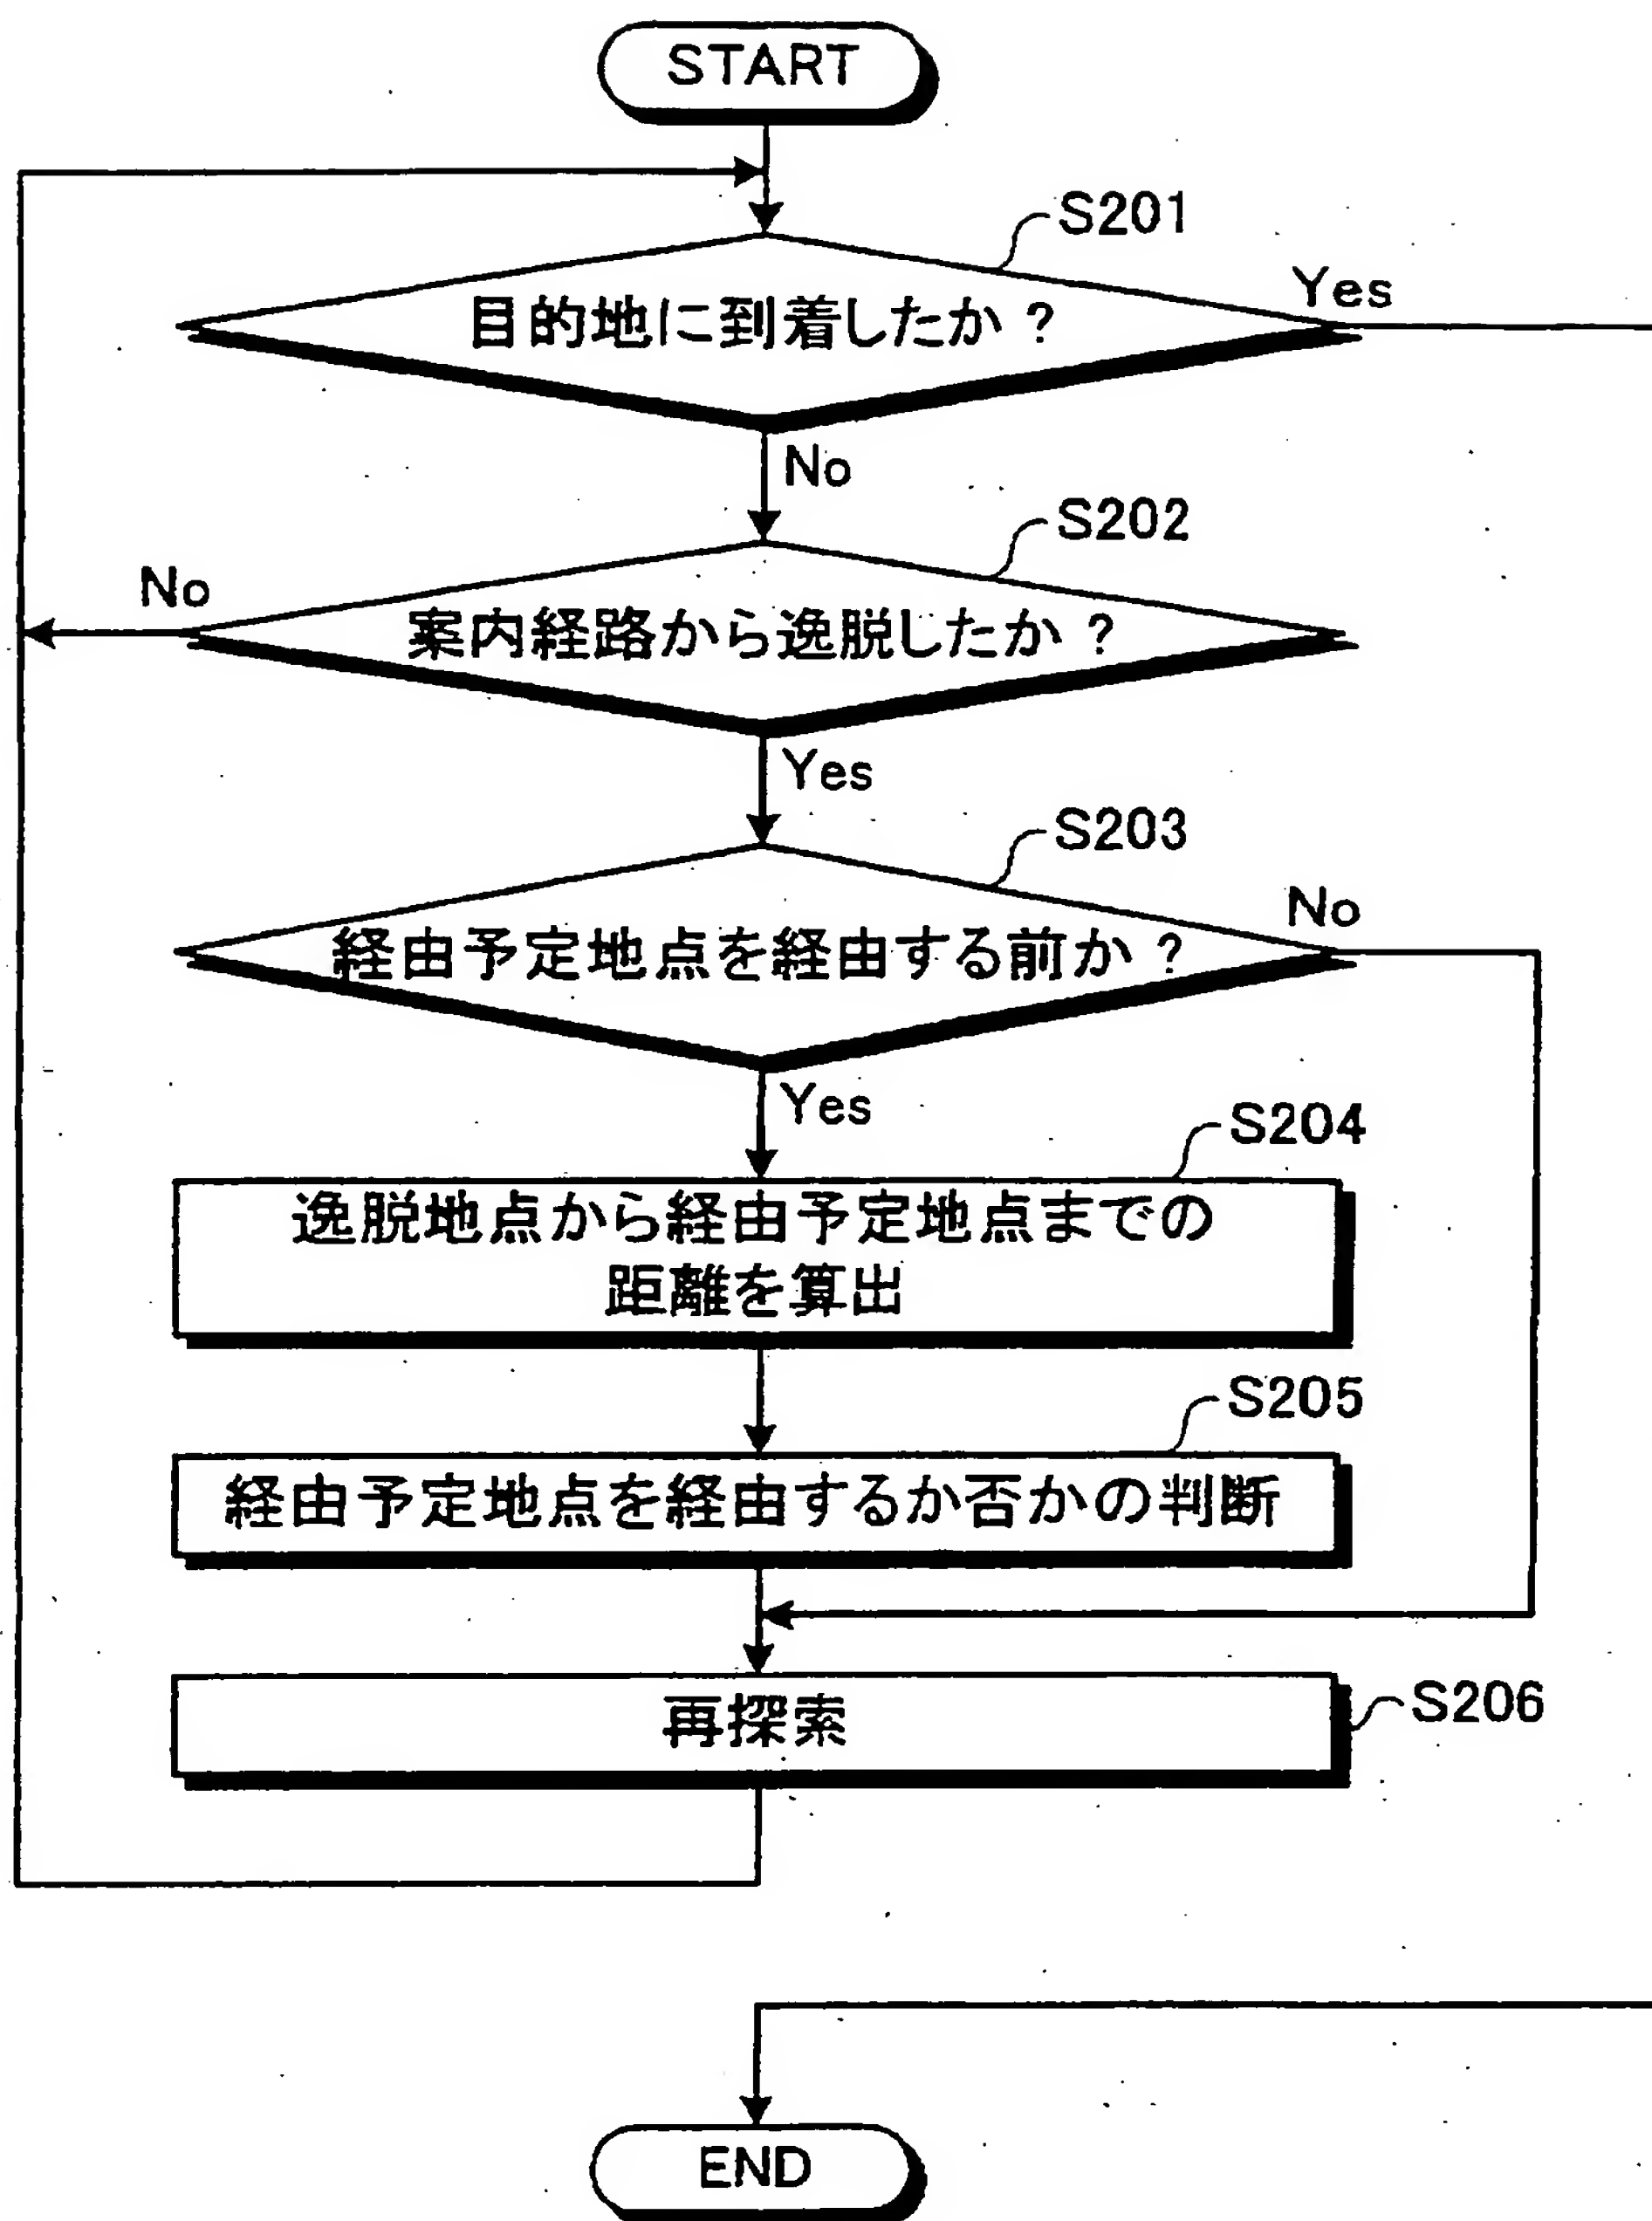 START
S201
目的地に到着したか？
Yes
No
S202
案内経路から逸脱したか？
No
Yes
S203
経由予定地点を経由する前か？
No
Yes
S204
逸脱地点から経由予定地点までの
距離を算出
S205
経由予定地点を経由するか否かの判断
再探索
S206
END